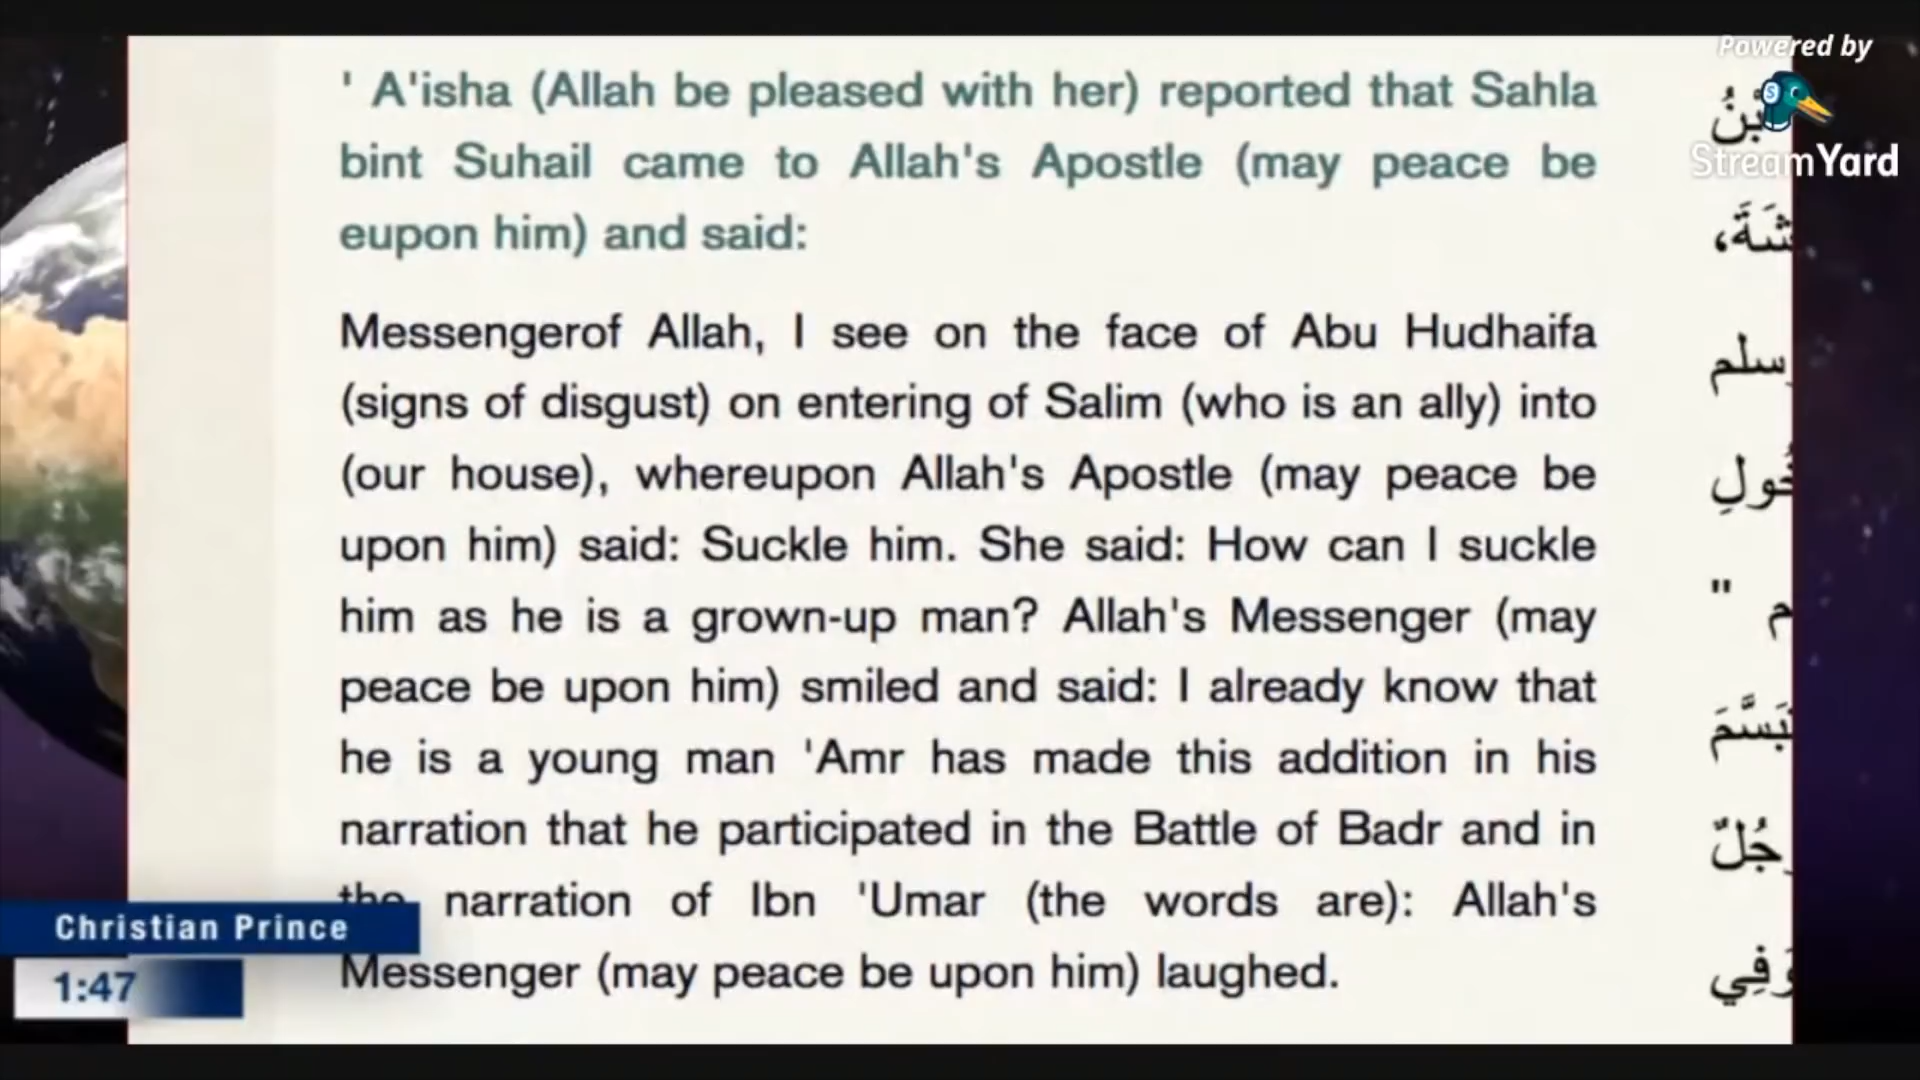 Powered by
StreamYard
' A'isha (Allah be pleased with her) reported that Sahla
bint Suhail came to Allah's Apostle (may peace be
eupon him) and said:
Messengerof Allah, I see on the face of Abu Hudhaifa
(signs of disgust) on entering of Salim (who is an ally) into
(our house), whereupon Allah's Apostle (may peace be
upon him) said: Suckle him. She said: How can I suckle
him as he is a grown-up man? Allah's Messenger (may
peace be upon him) smiled and said: I already know that
he is a young man 'Amr has made this addition in his
narration that he participated in the Battle of Badr and in
the narration of Ibn 'Umar (the words are): Allah's
Messenger (may peace be upon him) laughed.
Christian Prince
1:47